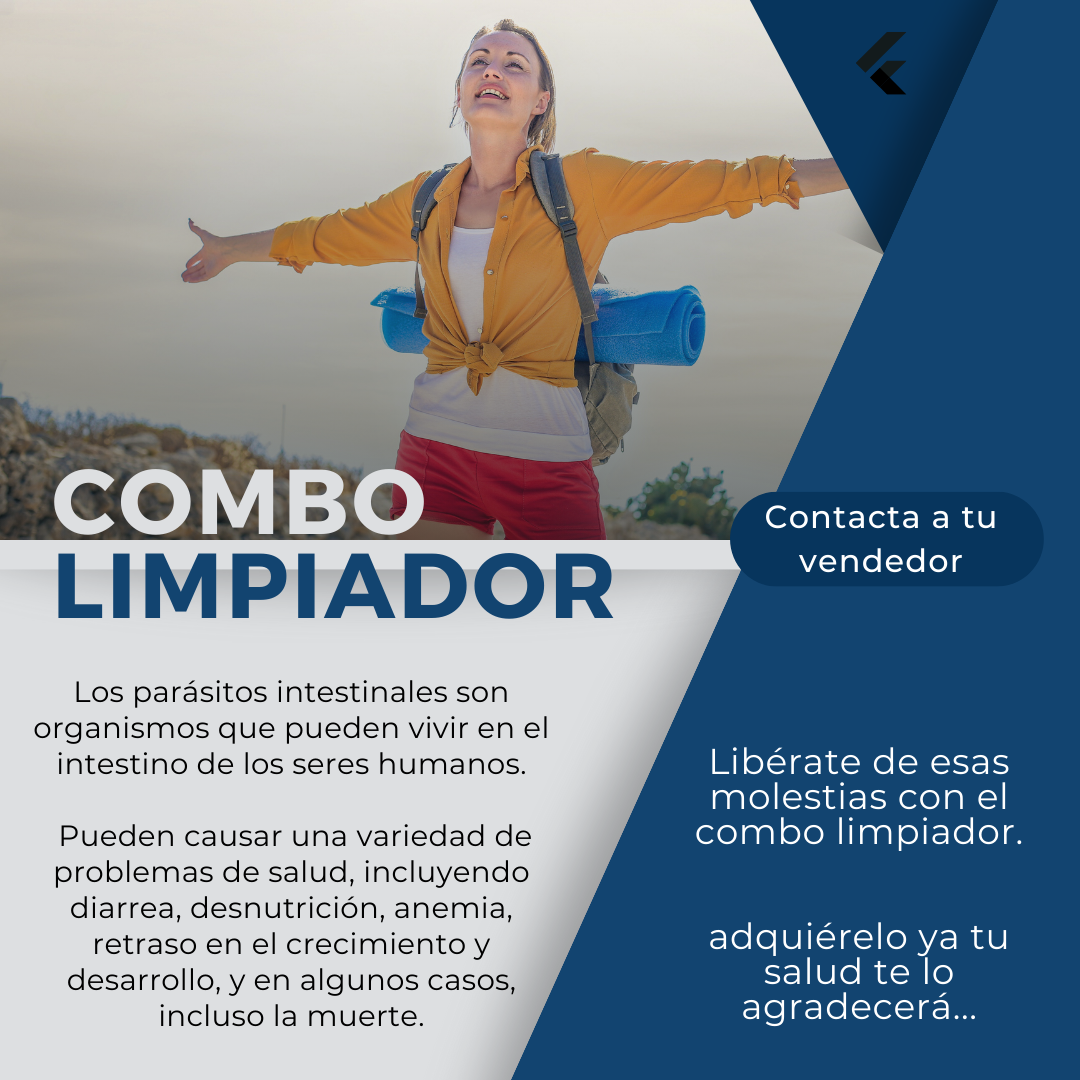 COMBO
LIMPIADOR
Contacta a tu
vendedor
Los parásitos intestinales son
organismos que pueden vivir en el
intestino de los seres humanos.
Pueden causar una variedad de
problemas de salud, incluyendo
diarrea, desnutrición, anemia,
retraso en el crecimiento y
desarrollo, y en algunos casos,
incluso la muerte.
Libérate de esas
molestias con el
combo limpiador.
adquiérelo ya tu
salud te lo
agradecerá...